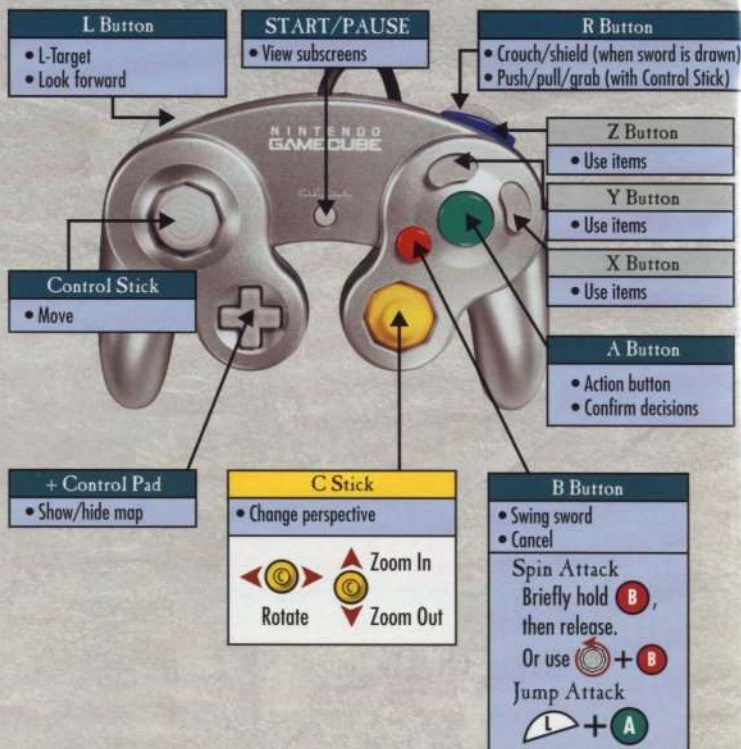 L Button
• L-Target
• Look forward
START/PAUSE
• View subscreens
R Button
• Crouch/shield (when sword is drawn)
• Push/pull/grab (with Control Stick)
NINTENDO
GAMECUBE
Z Button
• Use items
Y Button
• Use items
X Button
• Use items
Control Stick
• Move
A Button
• Action button
• Confirm decisions
+ Control Pad
• Show/hide map
C Stick
• Change perspective
C
Rotate
C
Zoom In
Zoom Out
B Button
• Swing sword
• Cancel
Spin Attack
Briefly hold B ,
then release.
Or use + B
Jump Attack
L + A